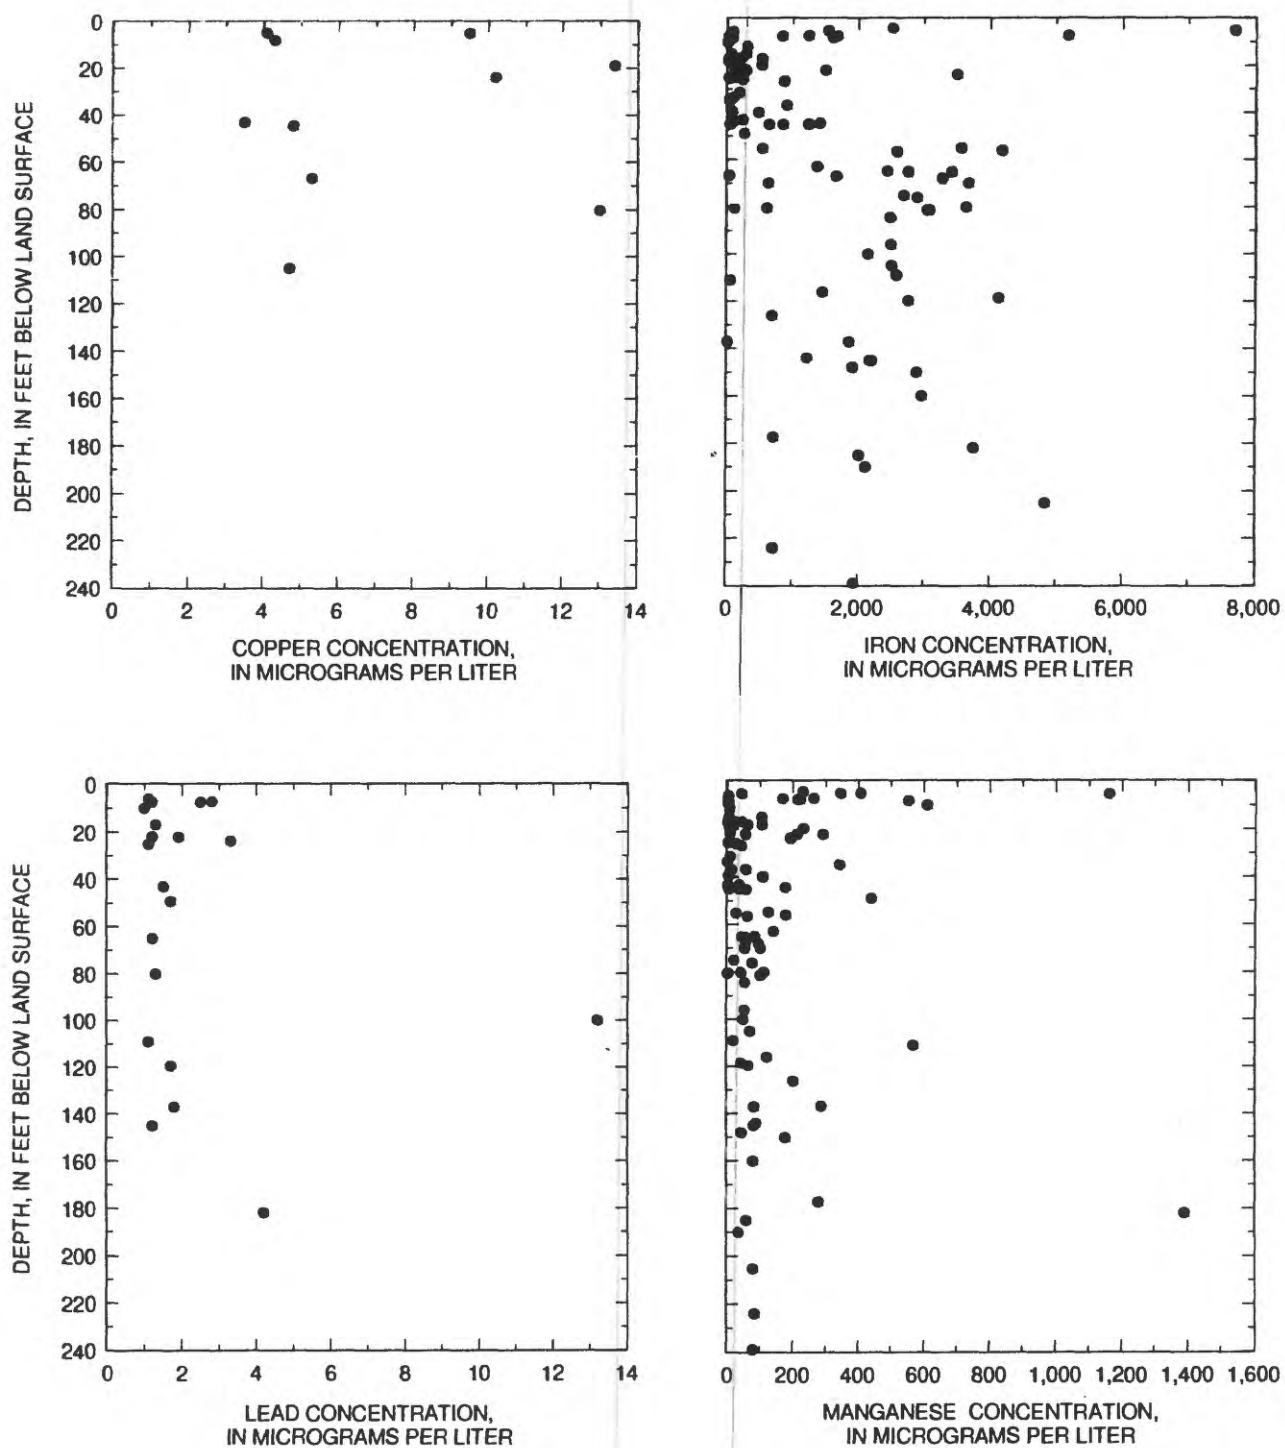 0
20
40
60
80
100
120
140
160
180
200
220
240
DEPTH, IN FEET BELOW LAND SURFACE
0 2 4 6 8 10 12 14
COPPER CONCENTRATION,
IN MICROGRAMS PER LITER
0 2,000 4,000 6,000 8,000
IRON CONCENTRATION,
IN MICROGRAMS PER LITER
0
20
40
60
80
100
120
140
160
180
200
220
240
DEPTH, IN FEET BELOW LAND SURFACE
0 2 4 6 8 10 12 14
LEAD CONCENTRATION,
IN MICROGRAMS PER LITER
0 200 400 600 800 1,000 1,200 1,400 1,600
MANGANESE CONCENTRATION,
IN MICROGRAMS PER LITER